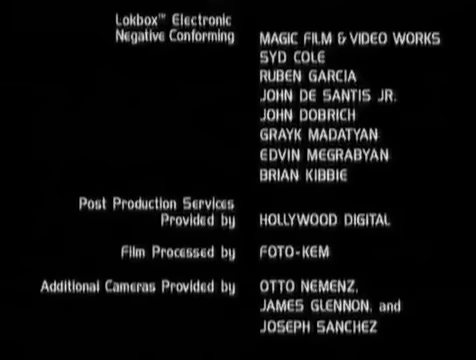 Lokbox™ Electronic
Negative Conforming MAGIC FILM & VIDEO WORKS
SYD COLE
RUBEN GARCIA
JOHN DE SANTIS JR.
JOHN DOBRICH
GRAYK MADATYAN
EDVIN MEGRABYAN
BRIAN KIBBIE
Post Production Services
Provided by HOLLYWOOD DIGITAL
Film Processed by FOTO-KEM
Additional Cameras Provided by OTTO NEMENZ,
JAMES GLENNON, and
JOSEPH SANCHEZ